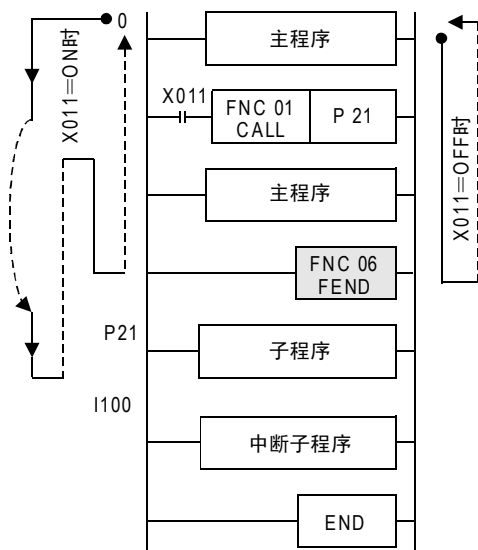 0
主程序
X011＝ON时
X011
FNC 01
CALL
P 21
X011＝OFF时
主程序
FNC 06
FEND
P21
子程序
I100
中断子程序
END